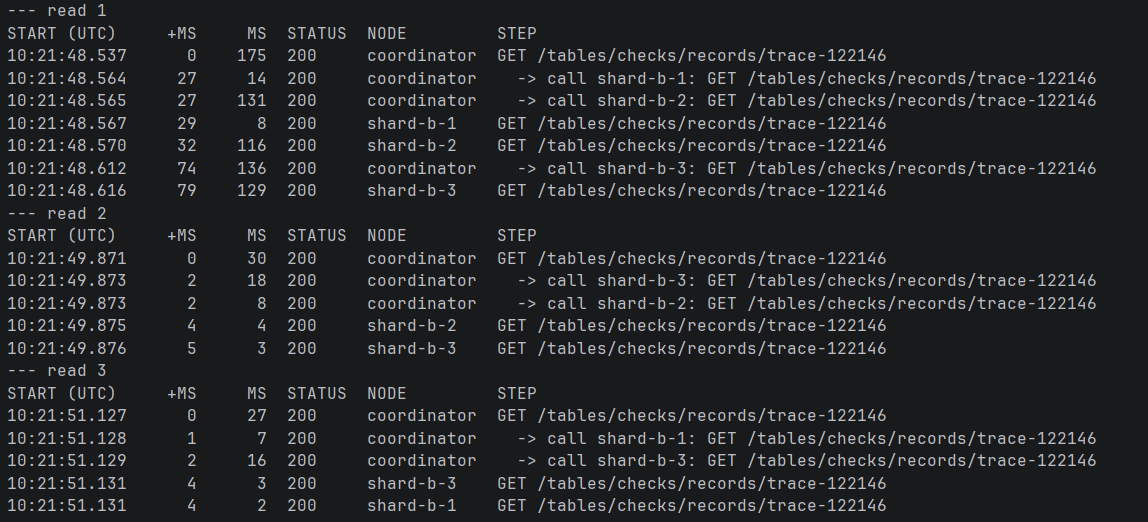 --- read 1
START (UTC)     +MS     MS  STATUS  NODE         STEP
10:21:48.537      0    175  200     coordinator  GET /tables/checks/records/trace-122146
10:21:48.564     27     14  200     coordinator    -> call shard-b-1: GET /tables/checks/records/trace-122146
10:21:48.565     27    131  200     coordinator    -> call shard-b-2: GET /tables/checks/records/trace-122146
10:21:48.567     29      8  200     shard-b-1    GET /tables/checks/records/trace-122146
10:21:48.570     32    116  200     shard-b-2    GET /tables/checks/records/trace-122146
10:21:48.612     74    136  200     coordinator    -> call shard-b-3: GET /tables/checks/records/trace-122146
10:21:48.616     79    129  200     shard-b-3    GET /tables/checks/records/trace-122146
--- read 2
START (UTC)     +MS     MS  STATUS  NODE         STEP
10:21:49.871      0     30  200     coordinator  GET /tables/checks/records/trace-122146
10:21:49.873      2     18  200     coordinator    -> call shard-b-3: GET /tables/checks/records/trace-122146
10:21:49.873      2      8  200     coordinator    -> call shard-b-2: GET /tables/checks/records/trace-122146
10:21:49.875      4      4  200     shard-b-2    GET /tables/checks/records/trace-122146
10:21:49.876      5      3  200     shard-b-3    GET /tables/checks/records/trace-122146
--- read 3
START (UTC)     +MS     MS  STATUS  NODE         STEP
10:21:51.127      0     27  200     coordinator  GET /tables/checks/records/trace-122146
10:21:51.128      1      7  200     coordinator    -> call shard-b-1: GET /tables/checks/records/trace-122146
10:21:51.129      2     16  200     coordinator    -> call shard-b-3: GET /tables/checks/records/trace-122146
10:21:51.131      4      3  200     shard-b-3    GET /tables/checks/records/trace-122146
10:21:51.131      4      2  200     shard-b-1    GET /tables/checks/records/trace-122146